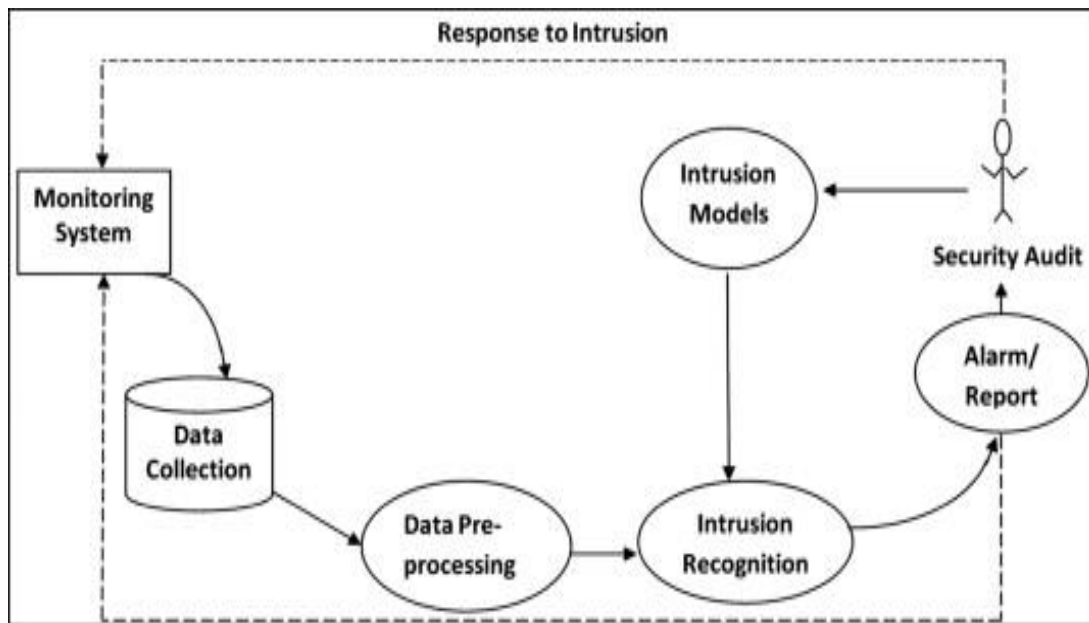 Response to Intrusion
Monitoring
System
Intrusion
Models
Security Audit
Alarm/
Report
Data
Collection
Data Pre-
processing
Intrusion
Recognition